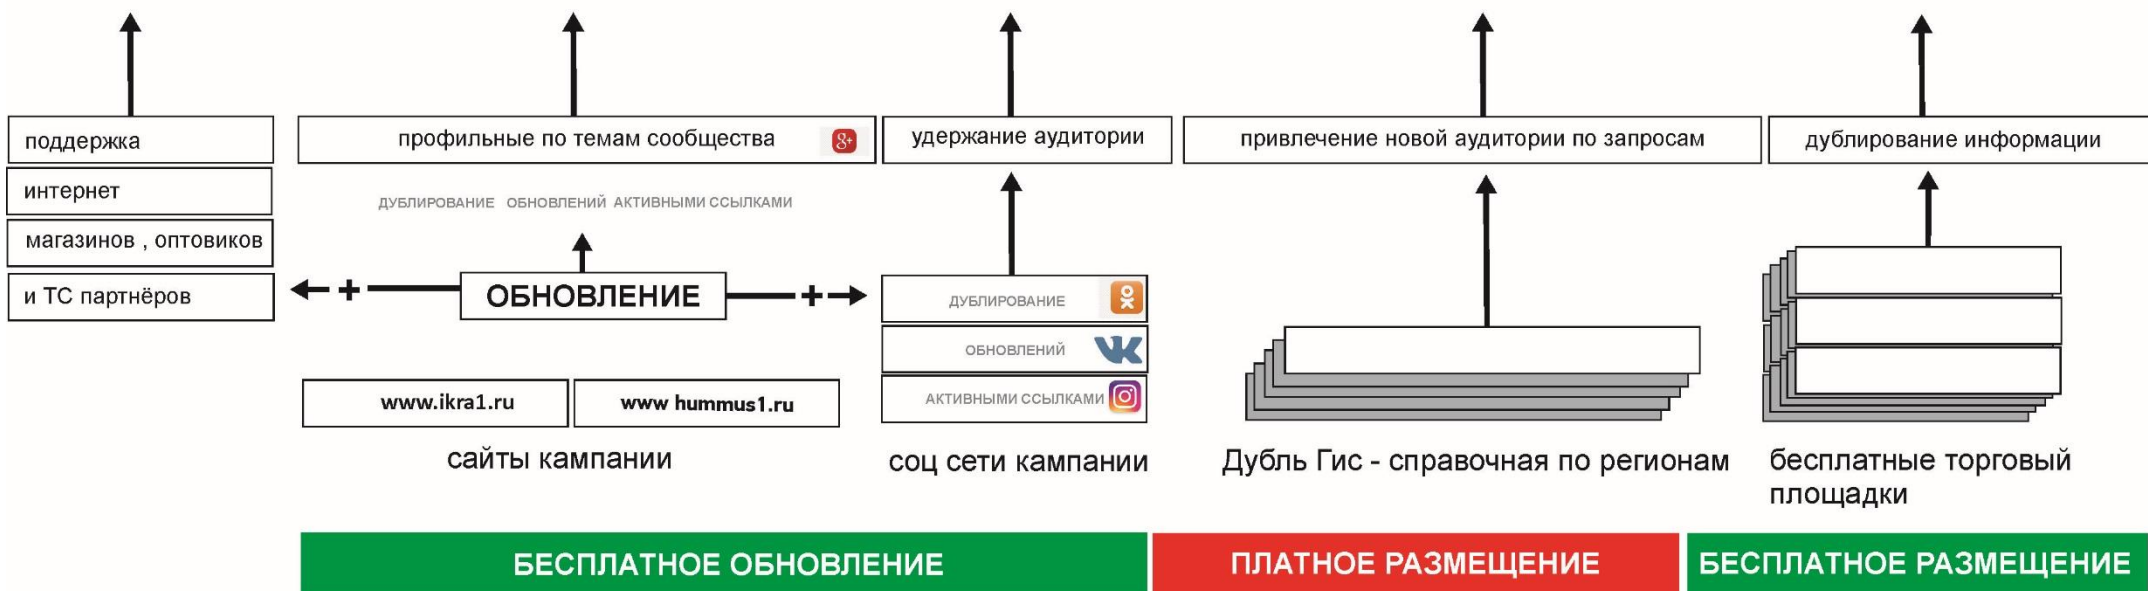 поддержка
интернет
магазинов , оптовиков
и ТС партнёров
профильные по темам сообщества
ДУБЛИРОВАНИЕ ОБНОВЛЕНИЙ АКТИВНЫМИ ССЫЛКАМИ
+ ОБНОВЛЕНИЕ +
www.ikra1.ru
www hummus1.ru
сайты кампании
удержание аудитории
ДУБЛИРОВАНИЕ
ОБНОВЛЕНИЙ
АКТИВНЫМИ ССЫЛКАМИ
соц сети кампании
привлечение новой аудитории по запросам
Дубль Гис - справочная по регионам
дублирование информации
бесплатные торговый
площадки
БЕСПЛАТНОЕ ОБНОВЛЕНИЕ
ПЛАТНОЕ РАЗМЕЩЕНИЕ
БЕСПЛАТНОЕ РАЗМЕЩЕНИЕ